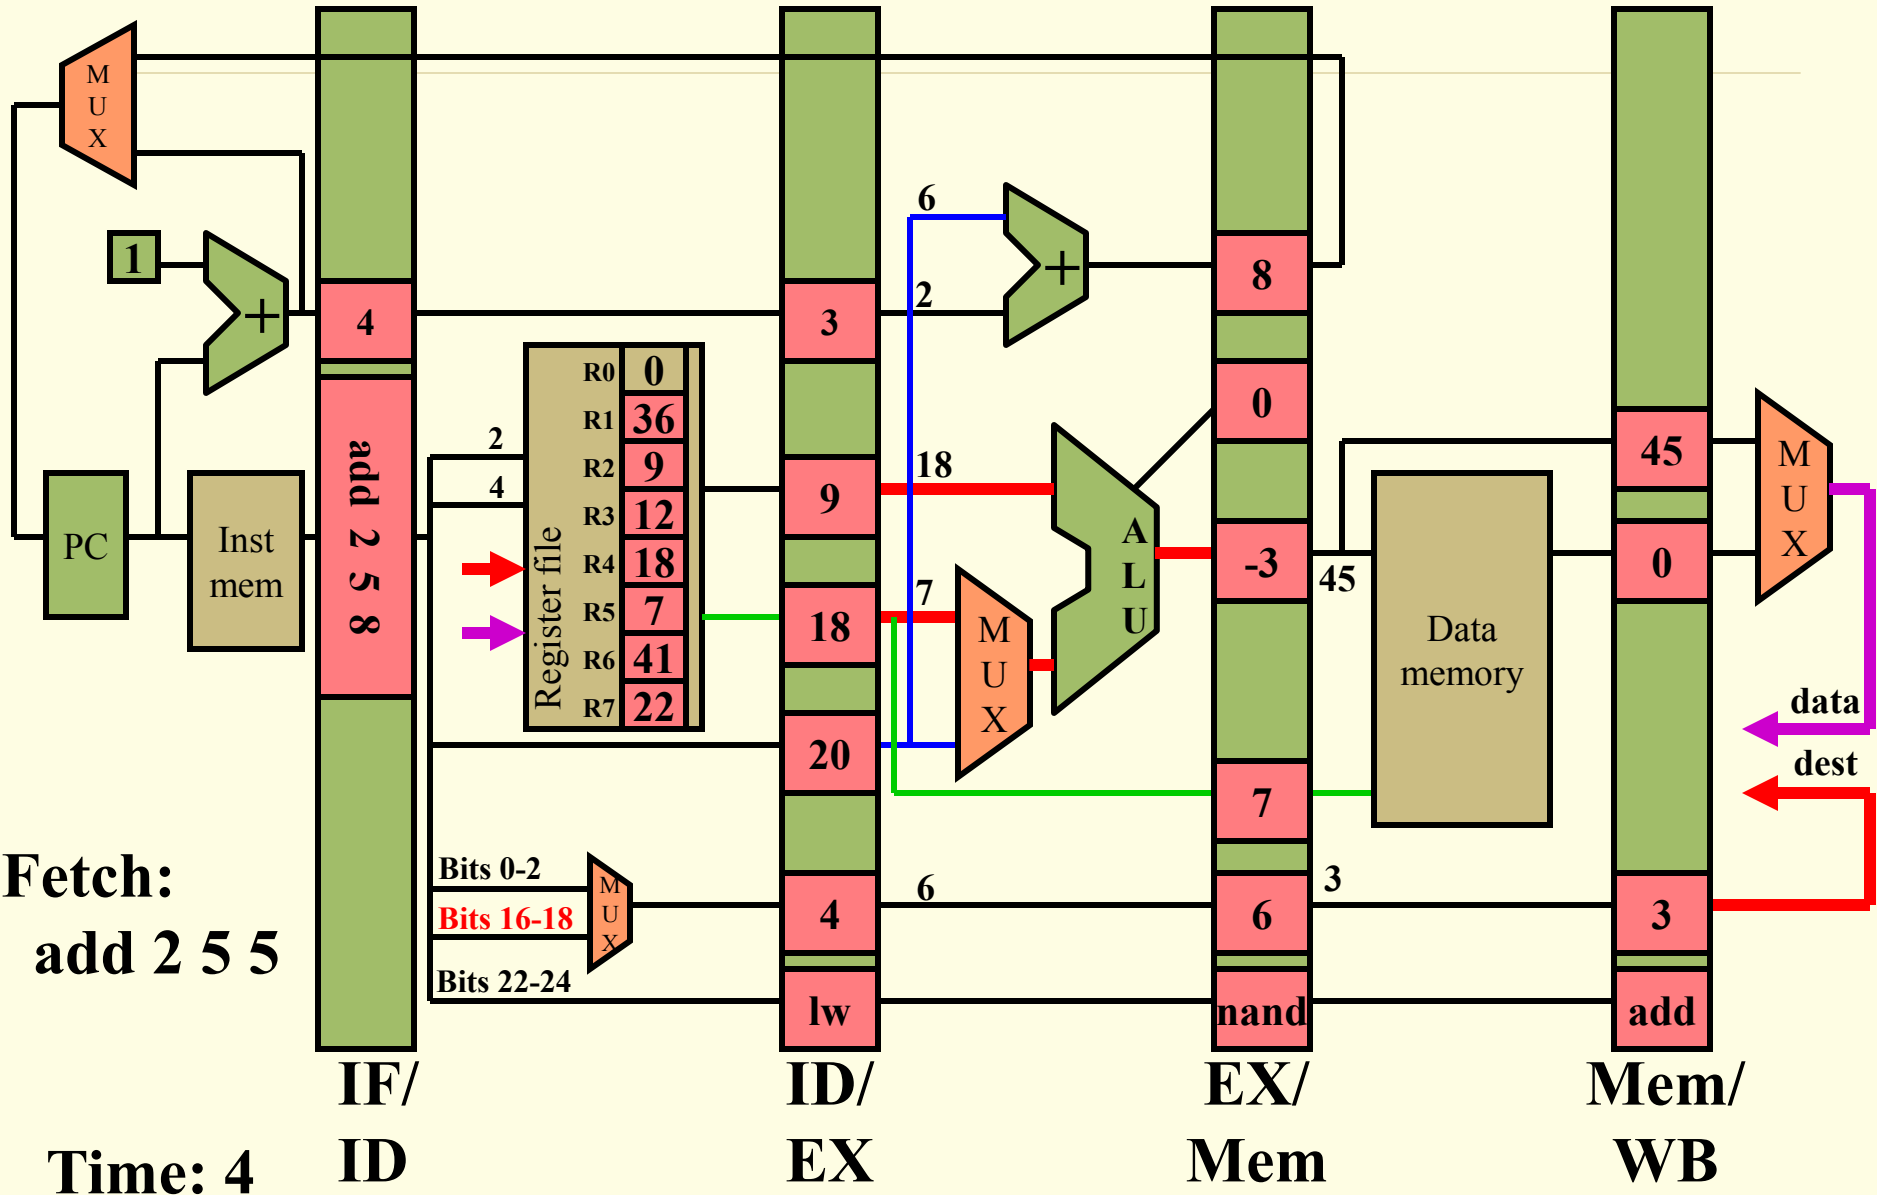 M
U
X
1
+
4
add 2 5 8
PC
Inst
mem
2
4
Register file
R0 0
R1 36
R2 9
R3 12
R4 18
R5 7
R6 41
R7 22
Bits 0-2
Bits 16-18
Bits 22-24
M
U
X
3
9
18
20
4
lw
6
2
18
7
6
+
M
U
X
A
L
U
8
0
-3
7
6
nand
45
3
Data
memory
45
0
3
add
M
U
X
data
dest
Fetch:
add 2 5 5
Time: 4
IF/
ID
ID/
EX
EX/
Mem
Mem/
WB